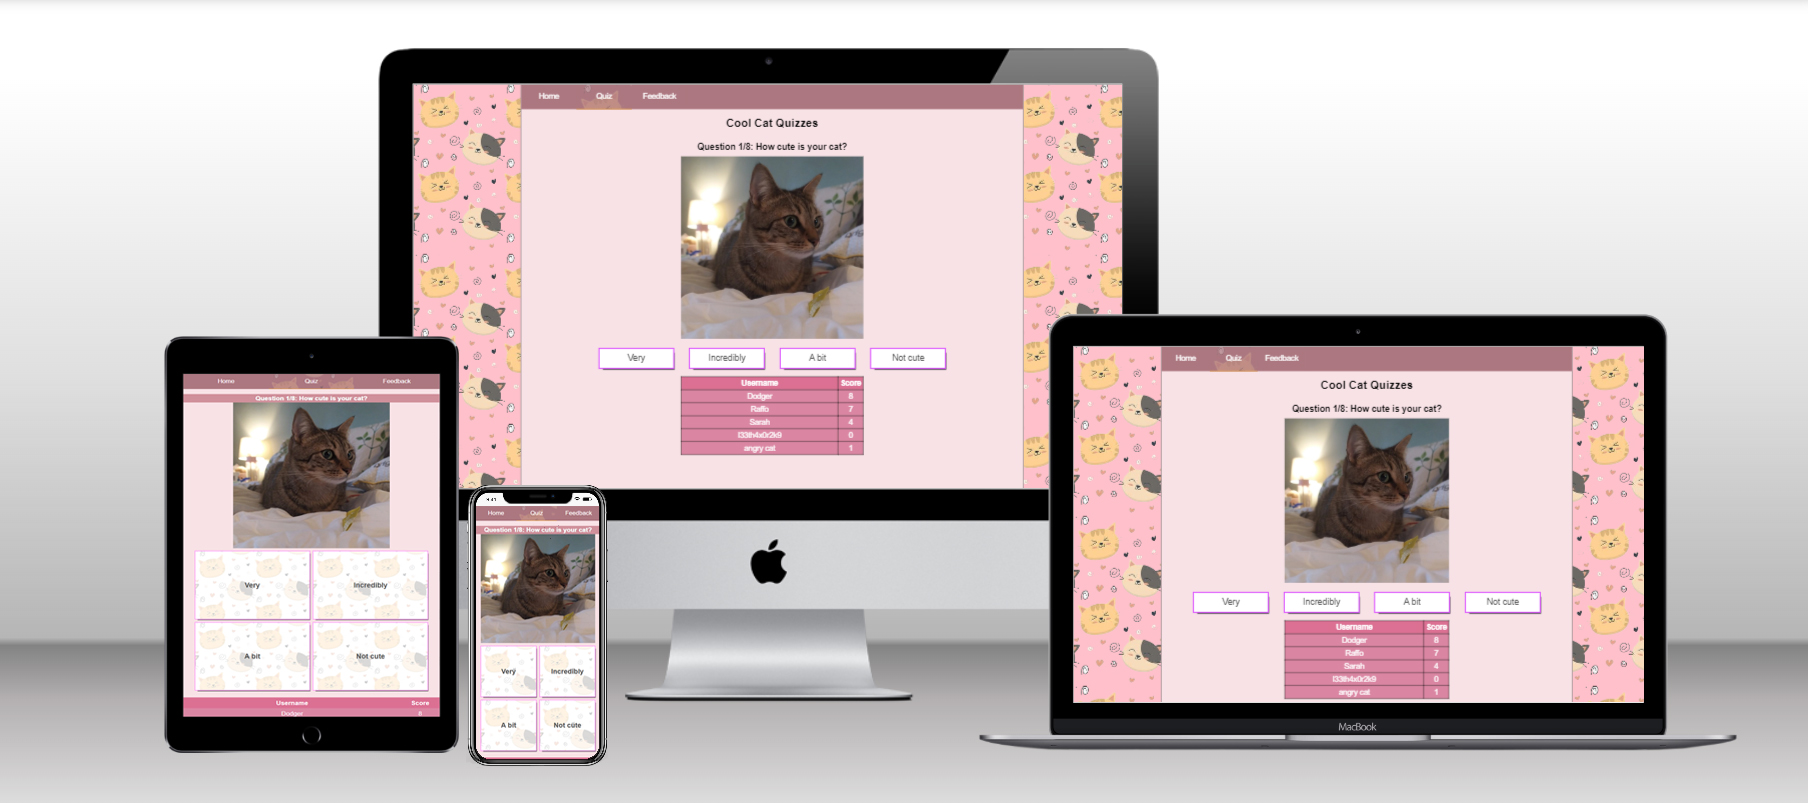 Home Quiz Feedback
Cool Cat Quizzes
Question 1/8: How cute is your cat?
Very Incredibly A bit Not cute
Username Score
Dodger 8
Raffo 7
Sarah 4
l33th4x0r2k9 0
angry cat 1
Home Quiz Feedback
Question 1/8: How cute is your cat?
Very Incredibly
A bit Not cute
Username Score
Dodger 8
9:41
Home Quiz Feedback
Question 1/8: How cute is your cat?
Very Incredibly
A bit Not cute
Home Quiz Feedback
Cool Cat Quizzes
Question 1/8: How cute is your cat?
Very Incredibly A bit Not cute
Username Score
Dodger 8
Raffo 7
Sarah 4
l33th4x0r2k9 0
angry cat 1
MacBook